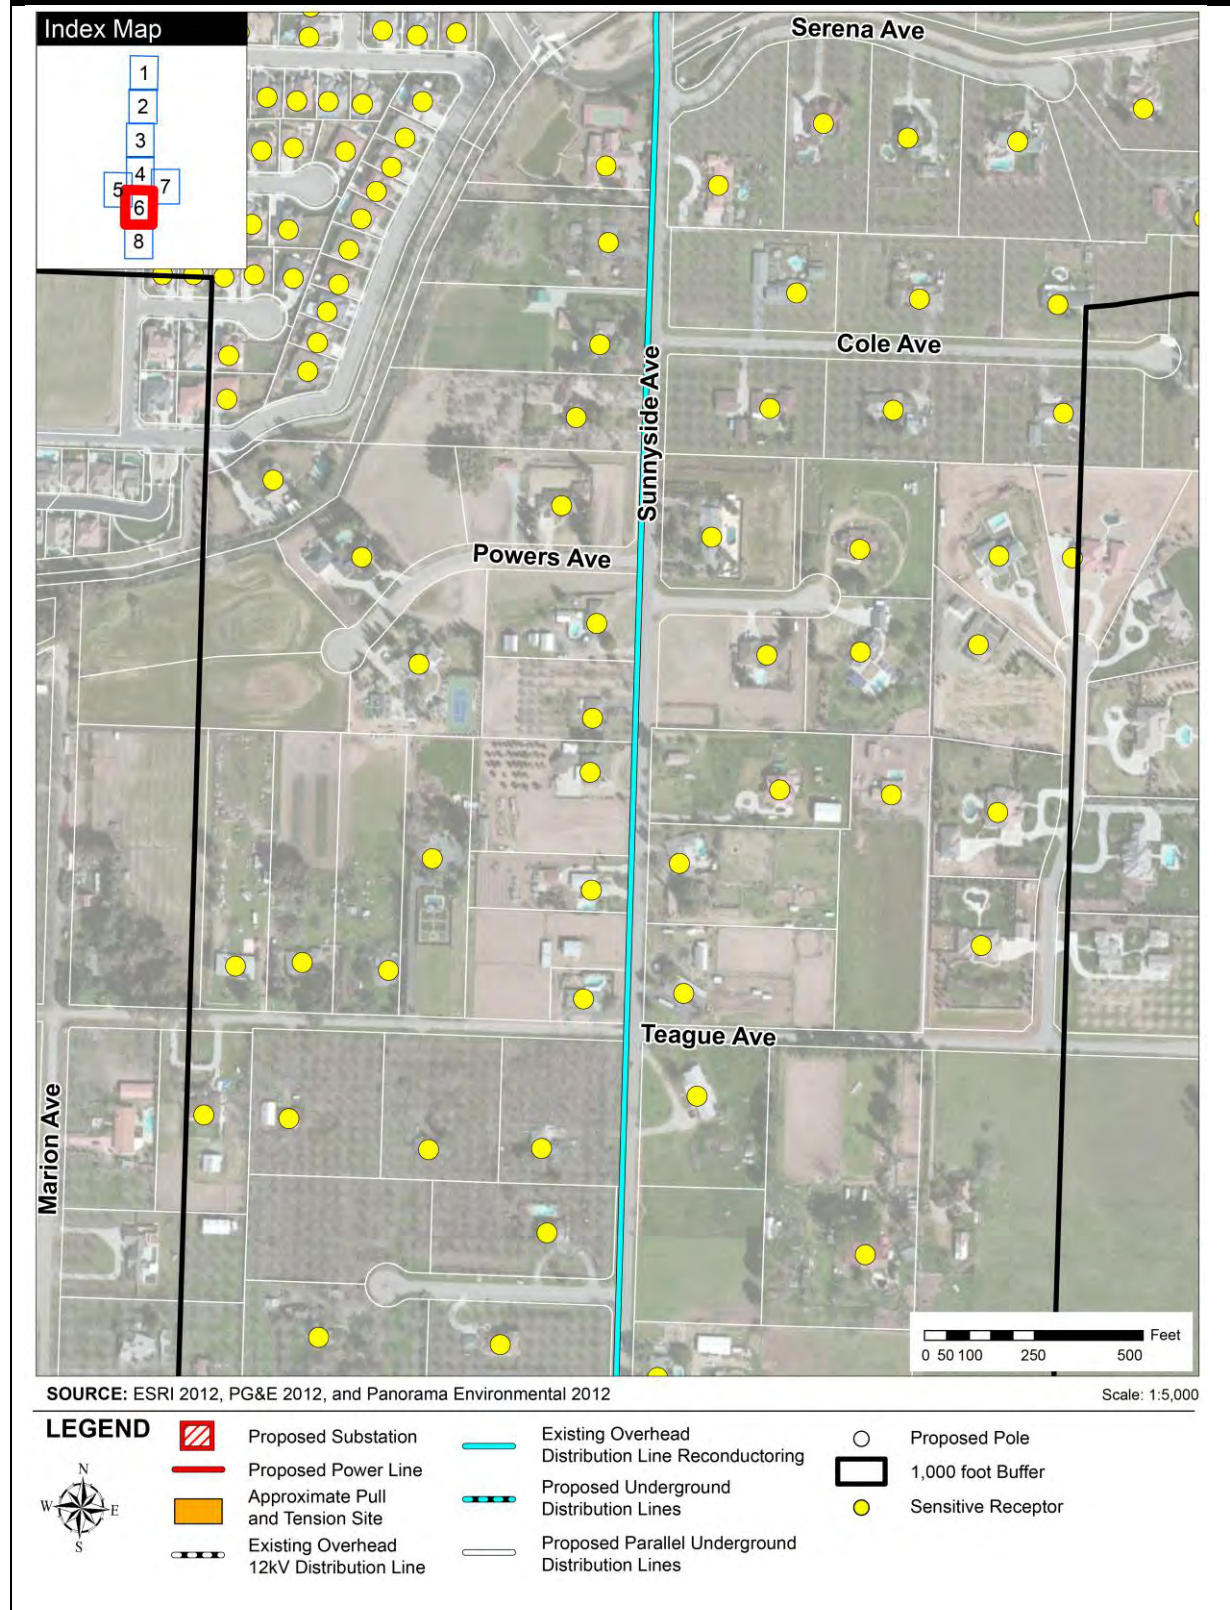 Index Map
1
2
3
4
5
7
6
8
Serena Ave
Cole Ave
Sunnyside Ave
Powers Ave
Teague Ave
Marion Ave
Feet
0 50 100 250 500
SOURCE: ESRI 2012, PG&E 2012, and Panorama Environmental 2012
Scale: 1:5,000
LEGEND
N
W
E
S
Proposed Substation
Proposed Power Line
Approximate Pull
and Tension Site
Existing Overhead
12kV Distribution Line
Existing Overhead
Distribution Line Reconductoring
Proposed Underground
Distribution Lines
Proposed Parallel Underground
Distribution Lines
Proposed Pole
1,000 foot Buffer
Sensitive Receptor